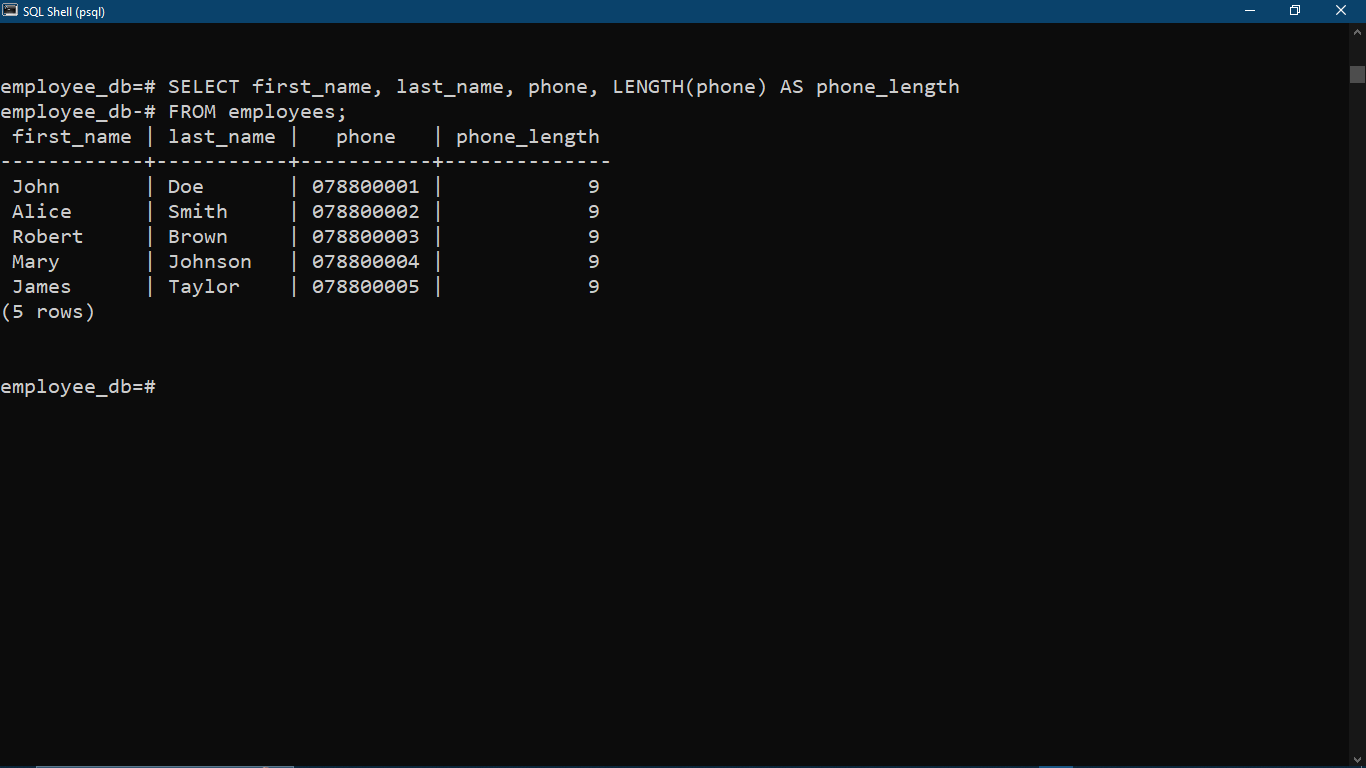 SQL Shell (psql)
employee_db=# SELECT first_name, last_name, phone, LENGTH(phone) AS phone_length
employee_db-# FROM employees;
 first_name | last_name |   phone   | phone_length
------------+-----------+-----------+--------------
 John       | Doe       | 078800001 |            9
 Alice      | Smith     | 078800002 |            9
 Robert     | Brown     | 078800003 |            9
 Mary       | Johnson   | 078800004 |            9
 James      | Taylor    | 078800005 |            9
(5 rows)
employee_db=#